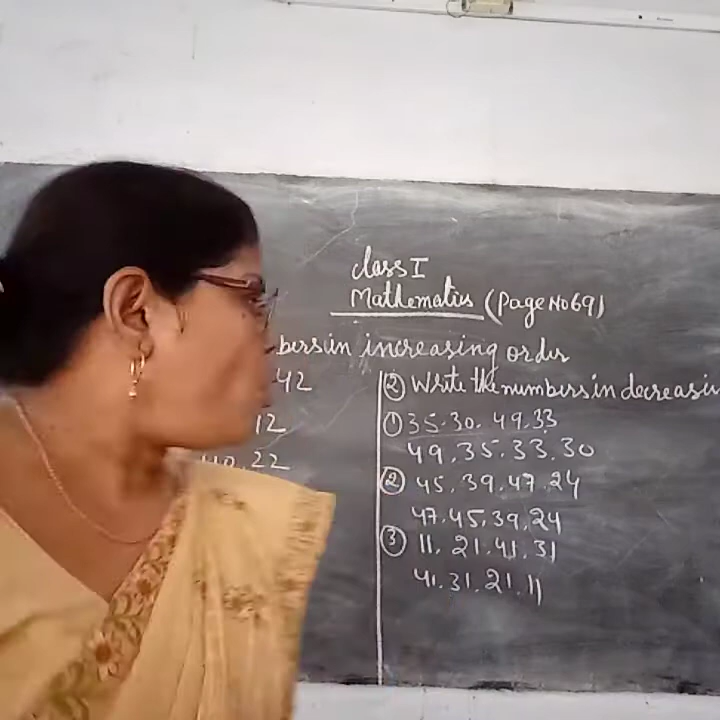 Class I
Mathematics (Page No 69)
bers in increasing order
42
12
40, 22
② Write the numbers in decreasin
① 35. 30. 49. 33
49. 35. 33. 30
② 45. 39. 47. 24
47. 45. 39. 24
③ 11. 21. 41. 31
41. 31. 21. 11